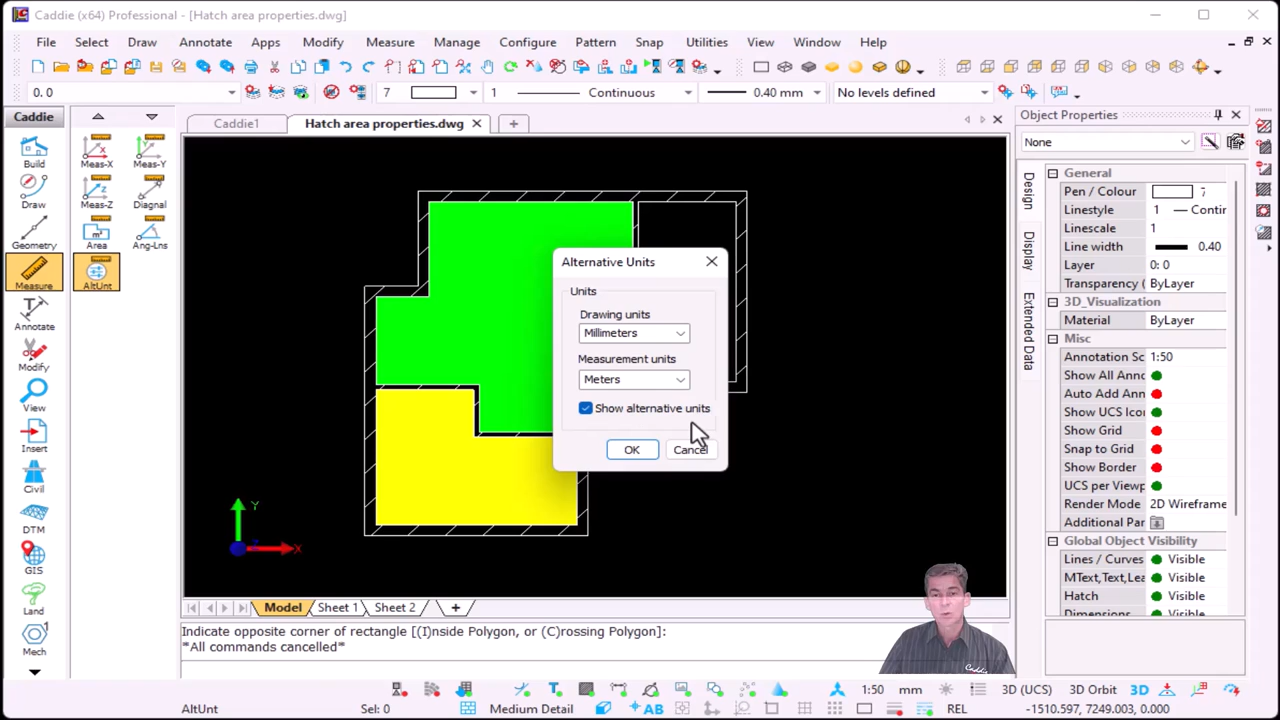 Caddie (x64) Professional - [Hatch area properties.dwg]
File Select Draw Annotate Apps Modify Measure Manage Configure Pattern Snap Utilities View Window Help
0. 0 7 1 Continuous 0.40 mm No levels defined
Caddie Caddie1 Hatch area properties.dwg
Object Properties
None
Build Meas-X Meas-Y
Draw Meas-Z Diagnal
Geometry Area Ang-Lns
Measure AltUnt
Annotate
Modify
View
Insert
Civil
DTM
GIS
Land
Mech
Alternative Units
Units
Drawing units
Millimeters
Measurement units
Meters
Show alternative units
OK Cancel
Y
X
Design
Display
Extended Data
General
Pen / Colour 7
Linestyle 1 Contin
Linescale 1
Line width 0.40
Layer 0: 0
Transparency ( ByLayer
3D_Visualization
Material ByLayer
Misc
Annotation Sc 1:50
Show All Anno
Auto Add Anno
Show UCS Icon
Show Grid
Snap to Grid
Show Border
UCS per Viewp
Render Mode 2D Wireframe
Additional Par
Global Object Visibility
Lines / Curves Visible
MText,Text,Lea Visible
Hatch Visible
Dimensions Visible
Model Sheet 1 Sheet 2
Indicate opposite corner of rectangle [(I)nside Polygon, or (C)rossing Polygon]:
*All commands cancelled*
Caddie
1:50 mm 3D (UCS) 3D Orbit 3D
AltUnt Sel: 0 Medium Detail AB REL -1510.597, 7249.003, 0.000